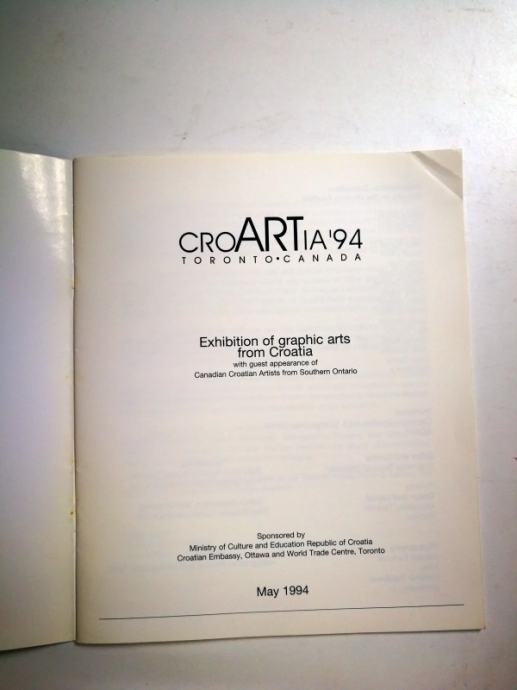 CROARTIA'94
TORONTO•CANADA
Exhibition of graphic arts
from Croatia
with guest appearance of
Canadian Croatian Artists from Southern Ontario
Sponsored by
Ministry of Culture and Education Republic of Croatia
Croatian Embassy, Ottawa and World Trade Centre, Toronto
May 1994